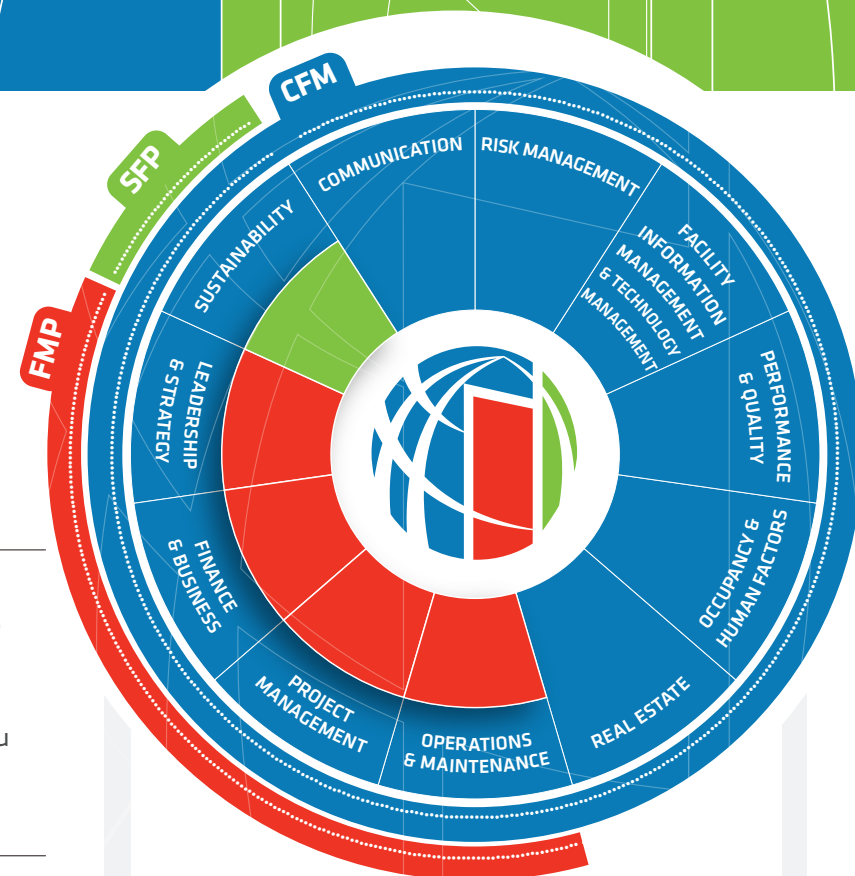 CFM
SFP
FMP
COMMUNICATION
RISK MANAGEMENT
FACILITY
INFORMATION
MANAGEMENT
& TECHNOLOGY
MANAGEMENT
PERFORMANCE
& QUALITY
OCCUPANCY &
HUMAN FACTORS
REAL ESTATE
OPERATIONS
& MAINTENANCE
PROJECT
MANAGEMENT
FINANCE
& BUSINESS
LEADERSHIP
& STRATEGY
SUSTAINABILITY